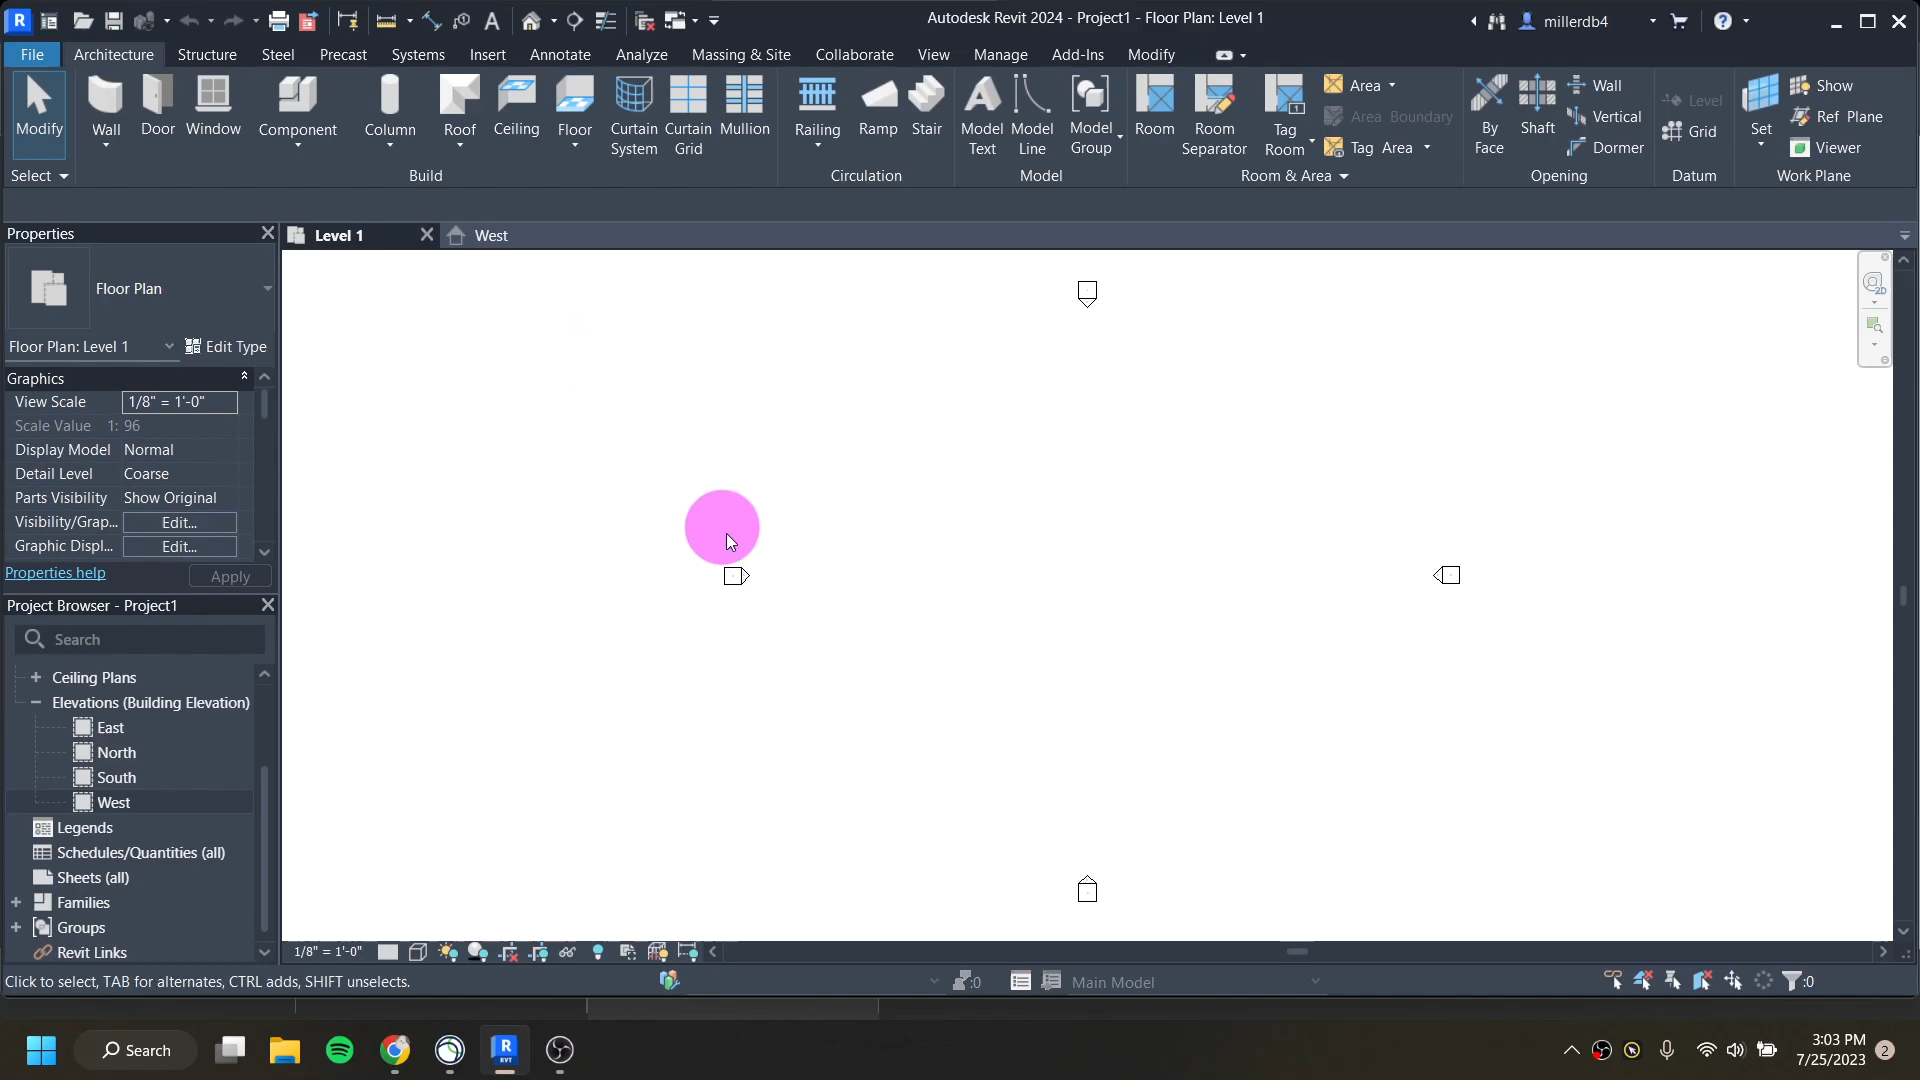 Autodesk Revit 2024 - Project1 - Floor Plan: Level 1
millerdb4
File
Architecture
Structure
Steel
Precast
Systems
Insert
Annotate
Analyze
Massing & Site
Collaborate
View
Manage
Add-Ins
Modify
Modify
Wall
Door
Window
Component
Column
Roof
Ceiling
Floor
Curtain
System
Curtain
Grid
Mullion
Railing
Ramp
Stair
Model
Text
Model
Line
Model
Group
Room
Room
Separator
Tag
Room
Area
Area Boundary
Tag Area
By
Face
Shaft
Wall
Vertical
Dormer
Level
Grid
Set
Show
Ref Plane
Viewer
Select
Build
Circulation
Model
Room & Area
Opening
Datum
Work Plane
Properties
Floor Plan
Floor Plan: Level 1
Edit Type
Graphics
View Scale 1/8" = 1'-0"
Scale Value 1: 96
Display Model Normal
Detail Level Coarse
Parts Visibility Show Original
Visibility/Grap... Edit...
Graphic Displ... Edit...
Properties help
Apply
Project Browser - Project1
Search
Ceiling Plans
Elevations (Building Elevation)
East
North
South
West
Legends
Schedules/Quantities (all)
Sheets (all)
Families
Groups
Revit Links
Level 1
West
2D
1/8" = 1'-0"
Click to select, TAB for alternates, CTRL adds, SHIFT unselects.
:0
Main Model
:0
Search
R
RVT
3:03 PM
7/25/2023
2